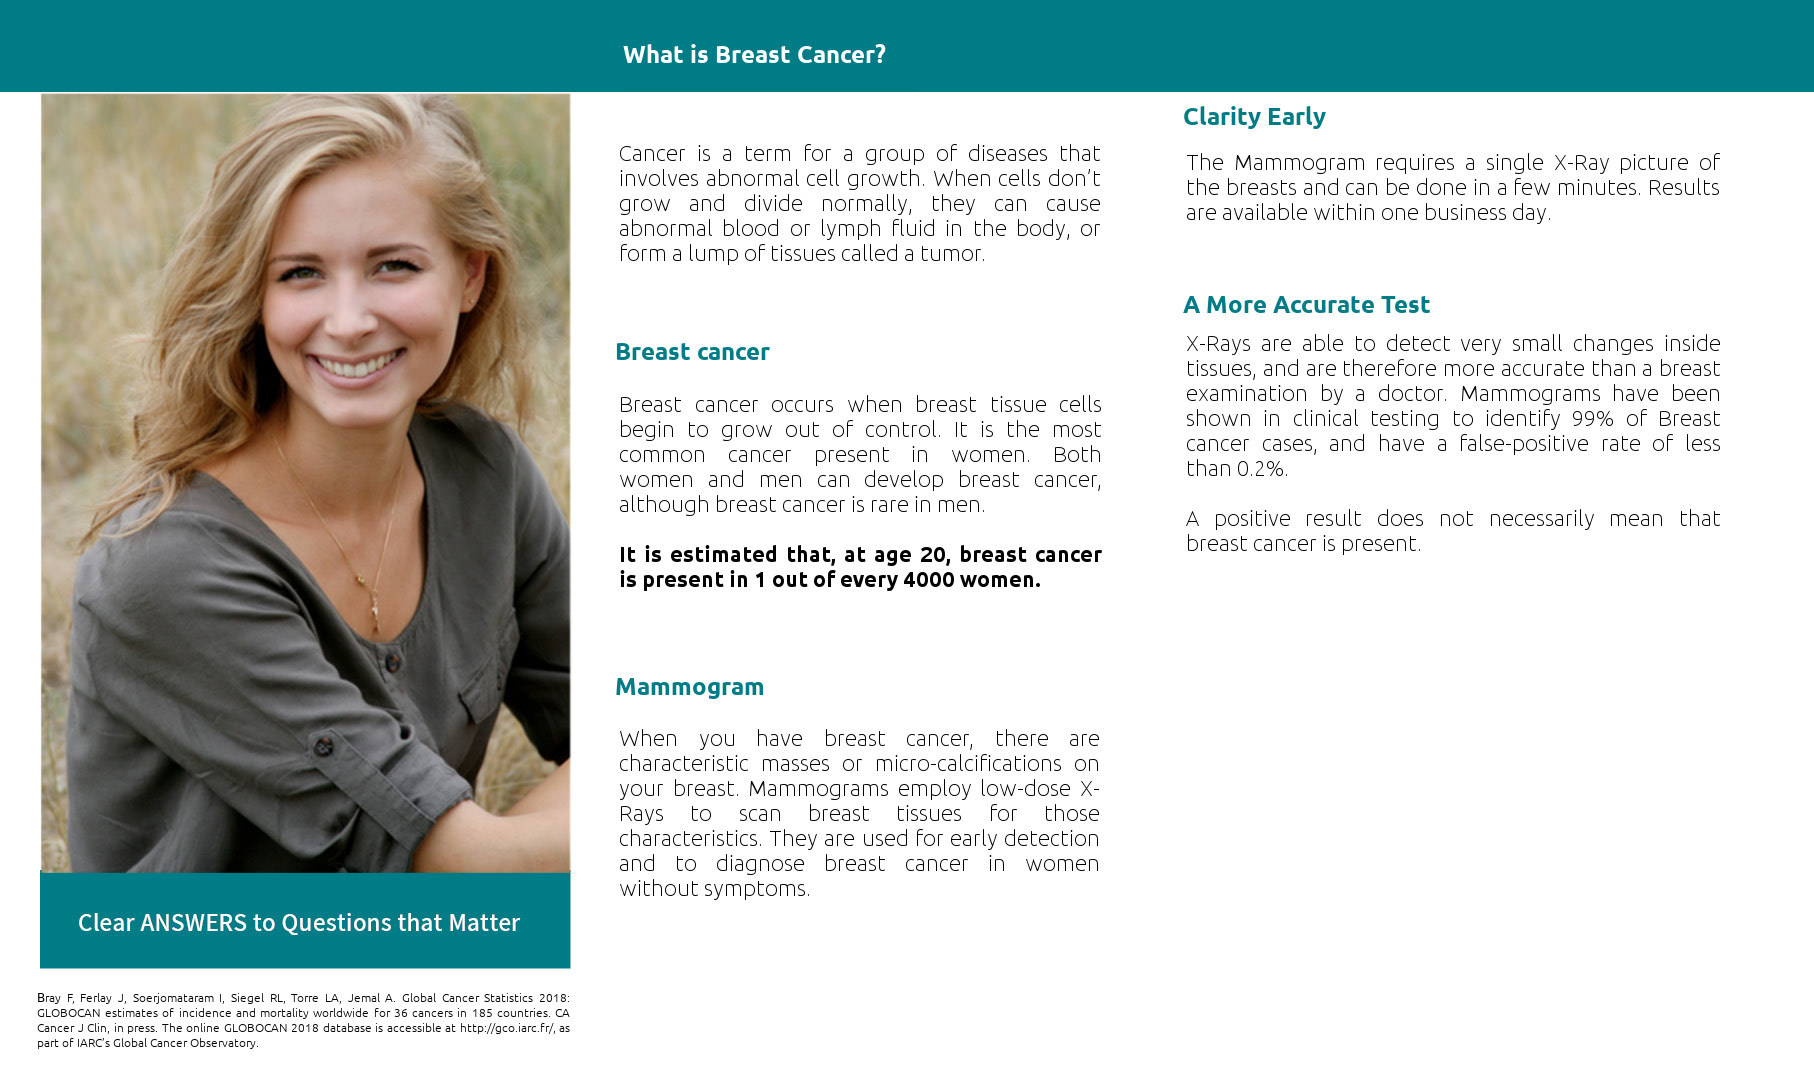 What is Breast Cancer?
Clear ANSWERS to Questions that Matter
Bray F, Ferlay J, Soerjomataram I, Siegel RL, Torre LA, Jemal A. Global Cancer Statistics 2018:
GLOBOCAN estimates of incidence and mortality worldwide for 36 cancers in 185 countries. CA
Cancer J Clin, in press. The online GLOBOCAN 2018 database is accessible at http://gco.iarc.fr/, as
part of IARC's Global Cancer Observatory.
Cancer is a term for a group of diseases that
involves abnormal cell growth. When cells don’t
grow and divide normally, they can cause
abnormal blood or lymph fluid in the body, or
form a lump of tissues called a tumor.
Breast cancer
Breast cancer occurs when breast tissue cells
begin to grow out of control. It is the most
common cancer present in women. Both
women and men can develop breast cancer,
although breast cancer is rare in men.
It is estimated that, at age 20, breast cancer
is present in 1 out of every 4000 women.
Mammogram
When you have breast cancer, there are
characteristic masses or micro-calcifications on
your breast. Mammograms employ low-dose X-
Rays to scan breast tissues for those
characteristics. They are used for early detection
and to diagnose breast cancer in women
without symptoms.
Clarity Early
The Mammogram requires a single X-Ray picture of
the breasts and can be done in a few minutes. Results
are available within one business day.
A More Accurate Test
X-Rays are able to detect very small changes inside
tissues, and are therefore more accurate than a breast
examination by a doctor. Mammograms have been
shown in clinical testing to identify 99% of Breast
cancer cases, and have a false-positive rate of less
than 0.2%.
A positive result does not necessarily mean that
breast cancer is present.